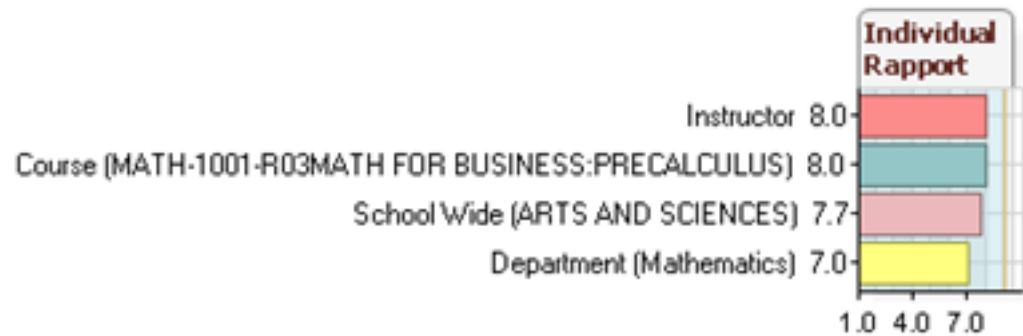 Individual
Rapport
Instructor 8.0
Course (MATH-1001-R03MATH FOR BUSINESS:PRECALCULUS) 8.0
School Wide (ARTS AND SCIENCES) 7.7
Department (Mathematics) 7.0
1.0 4.0 7.0